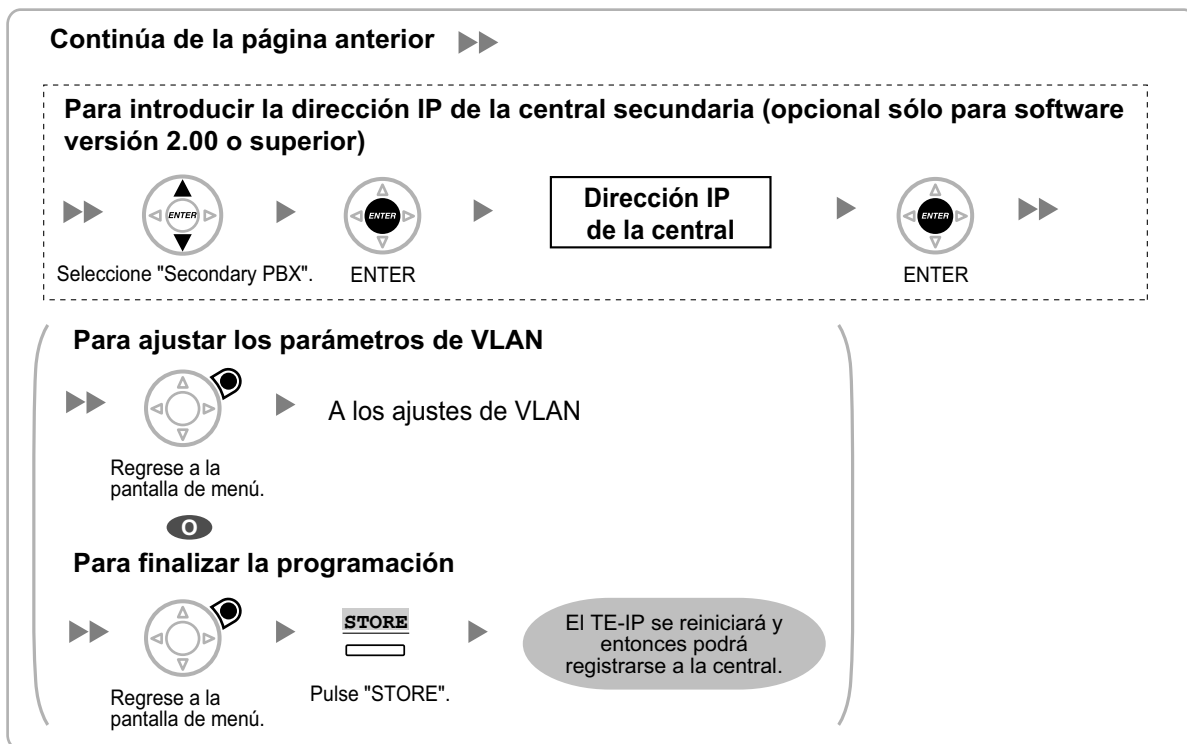 Continúa de la página anterior
Para introducir la dirección IP de la central secundaria (opcional sólo para software
versión 2.00 o superior)
ENTER
ENTER
Dirección IP
de la central
ENTER
Seleccione "Secondary PBX".
ENTER
ENTER
Para ajustar los parámetros de VLAN
A los ajustes de VLAN
Regrese a la
pantalla de menú.
O
Para finalizar la programación
STORE
El TE-IP se reiniciará y
entonces podrá
registrarse a la central.
Regrese a la
pantalla de menú.
Pulse "STORE".